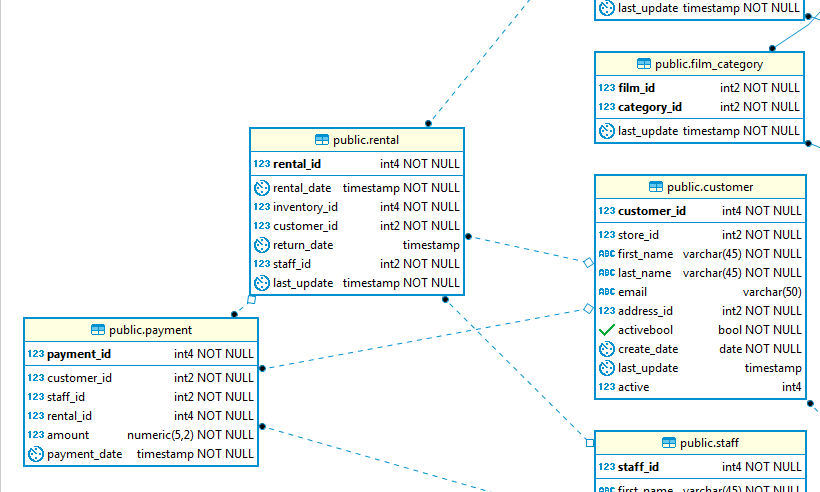 last_update timestamp NOT NULL
public.film_category
123 film_id int2 NOT NULL
123 category_id int2 NOT NULL
last_update timestamp NOT NULL
public.rental
123 rental_id int4 NOT NULL
rental_date timestamp NOT NULL
123 inventory_id int4 NOT NULL
123 customer_id int2 NOT NULL
return_date timestamp
123 staff_id int2 NOT NULL
last_update timestamp NOT NULL
public.customer
123 customer_id int4 NOT NULL
123 store_id int2 NOT NULL
ABC first_name varchar(45) NOT NULL
ABC last_name varchar(45) NOT NULL
ABC email varchar(50)
123 address_id int2 NOT NULL
activebool bool NOT NULL
create_date date NOT NULL
last_update timestamp
123 active int4
public.payment
123 payment_id int4 NOT NULL
123 customer_id int2 NOT NULL
123 staff_id int2 NOT NULL
123 rental_id int4 NOT NULL
123 amount numeric(5,2) NOT NULL
payment_date timestamp NOT NULL
public.staff
123 staff_id int4 NOT NULL
ABC first_name varchar(45) NOT NULL